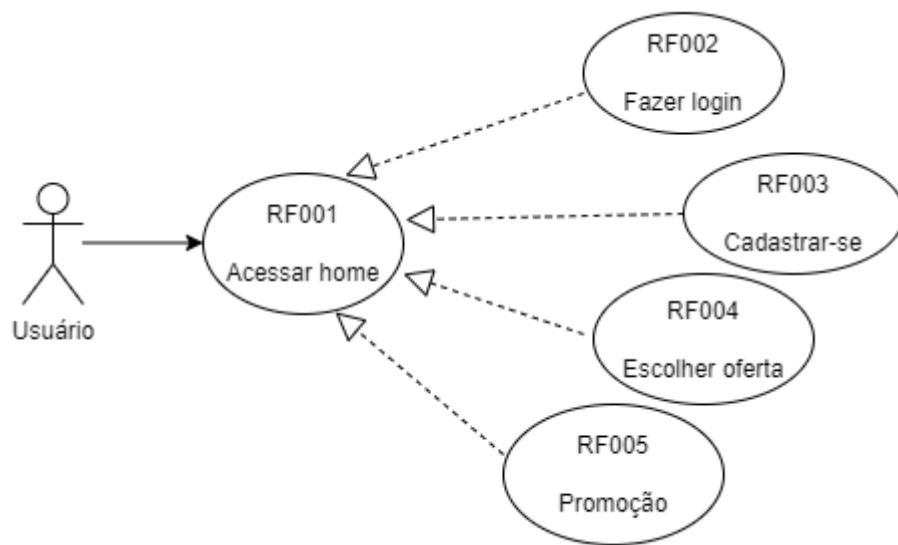 RF002
Fazer login
RF003
Cadastrar-se
RF001
Acessar home
Usuário
RF004
Escolher oferta
RF005
Promoção